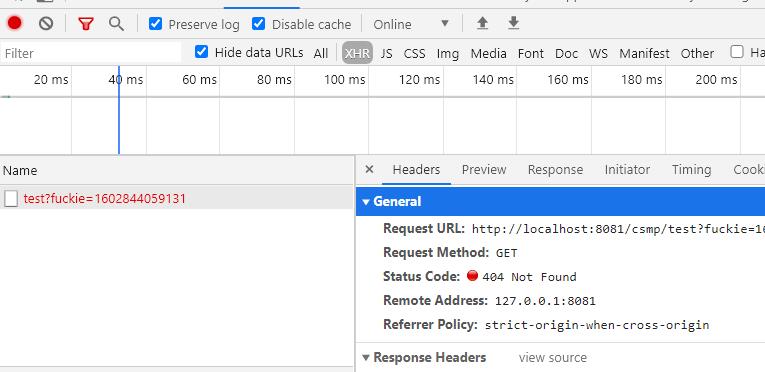 Preserve log Disable cache Online
Filter Hide data URLs All XHR JS CSS Img Media Font Doc WS Manifest Other Ha
20 ms 40 ms 60 ms 80 ms 100 ms 120 ms 140 ms 160 ms 180 ms 200 ms
Name
× Headers Preview Response Initiator Timing Cook
test?fuckie=1602844059131
▼ General
Request URL: http://localhost:8081/csmp/test?fuckie=16
Request Method: GET
Status Code: 404 Not Found
Remote Address: 127.0.0.1:8081
Referrer Policy: strict-origin-when-cross-origin
▼ Response Headers view source